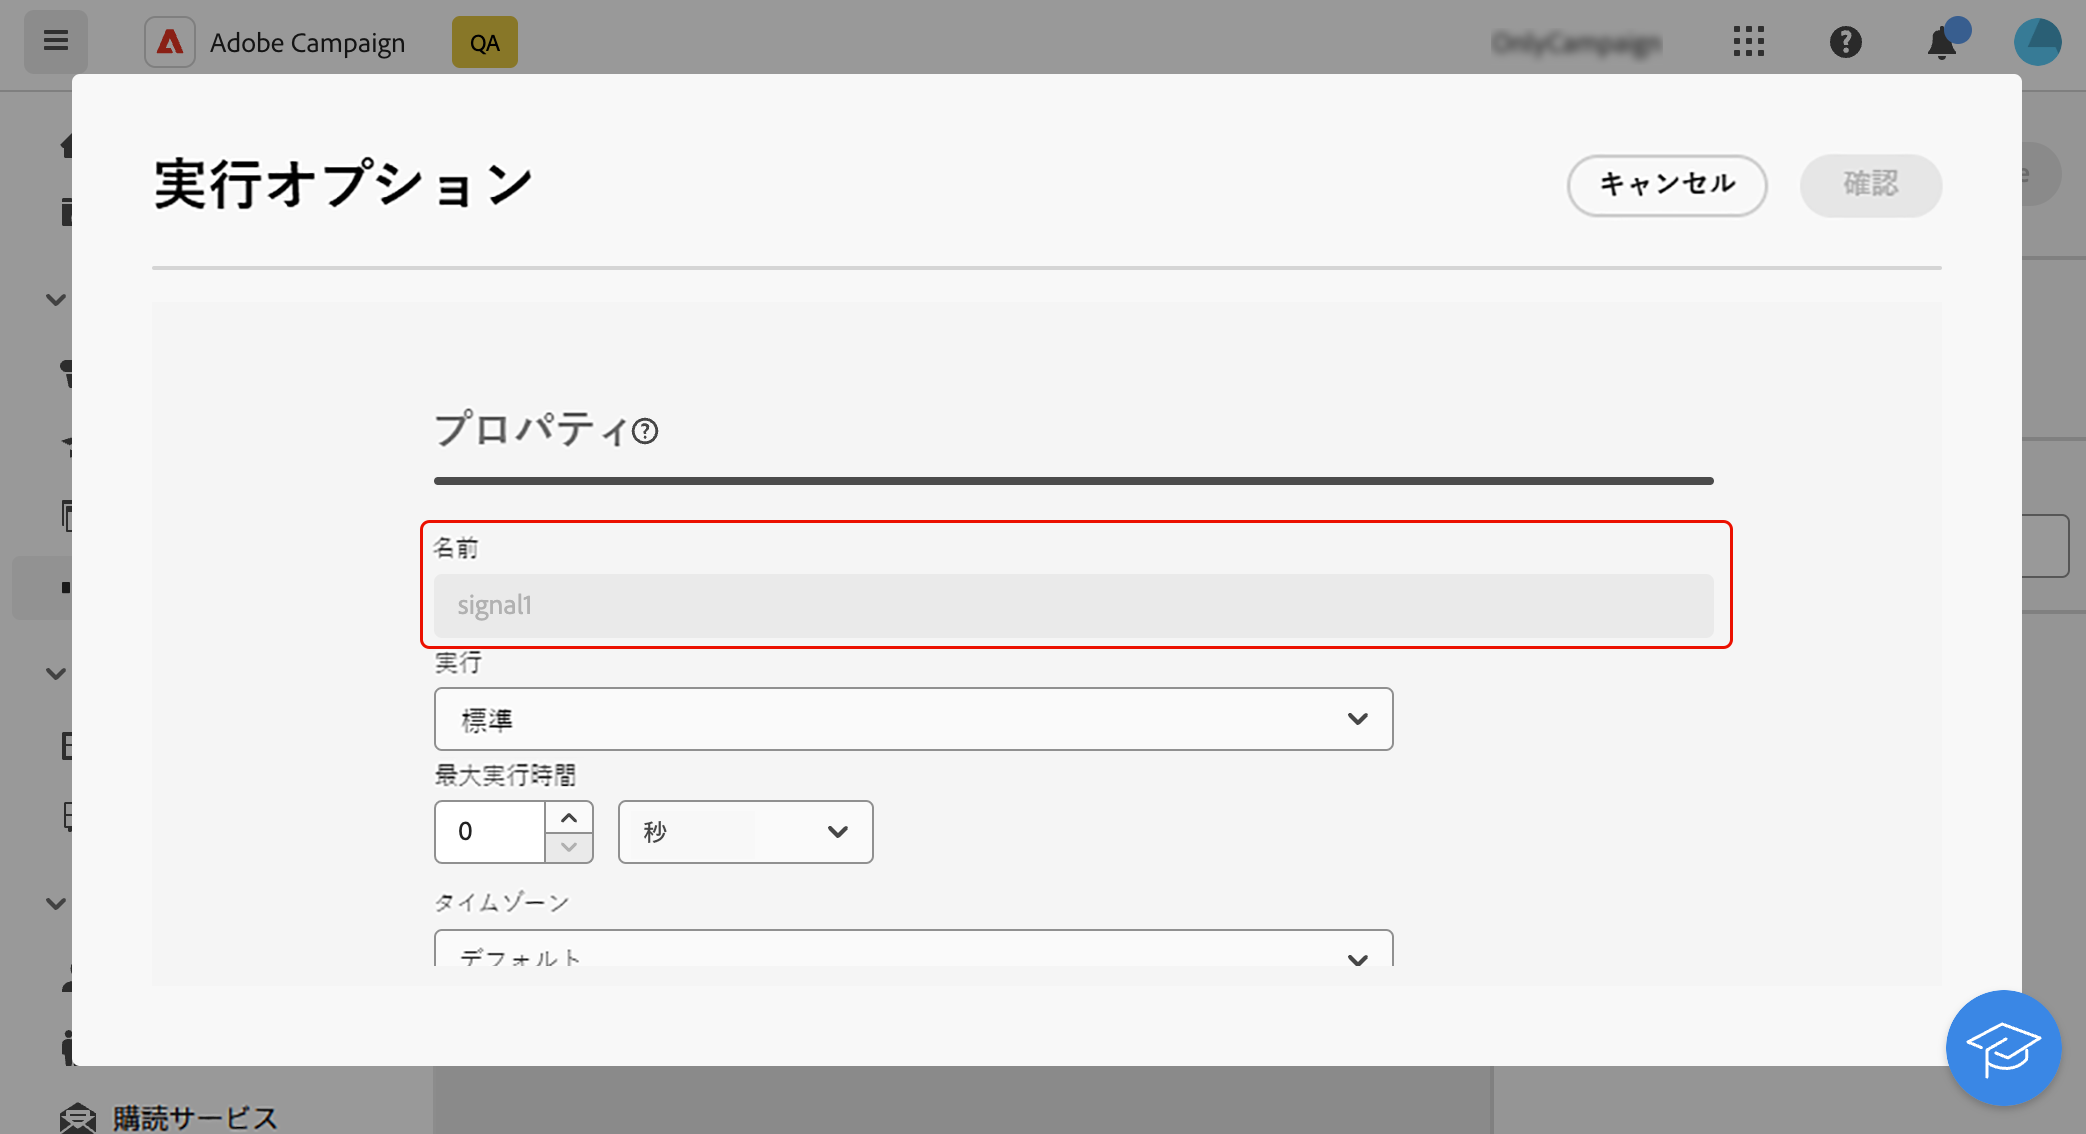 Adobe Campaign
QA
OnlyCampaign
実行オプション
キャンセル
確認
e
プロパティ
名前
signal1
実行
標準
最大実行時間
0
秒
タイムゾーン
デフォルト
購読サービス